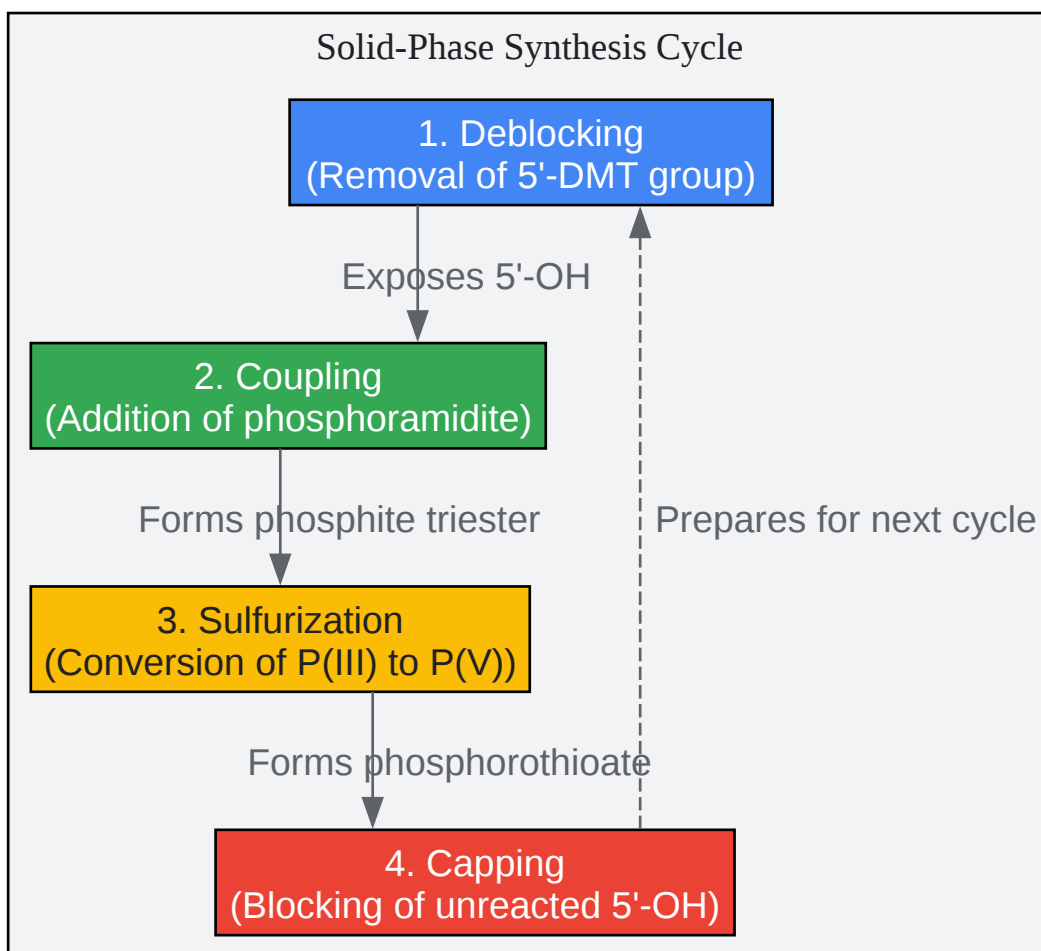 Solid-Phase Synthesis Cycle
1. Deblocking
(Removal of 5'-DMT group)
Exposes 5'-OH
2. Coupling
(Addition of phosphoramidite)
Forms phosphite triester
Prepares for next cycle
3. Sulfurization
(Conversion of P(III) to P(V))
Forms phosphorothioate
4. Capping
(Blocking of unreacted 5'-OH)